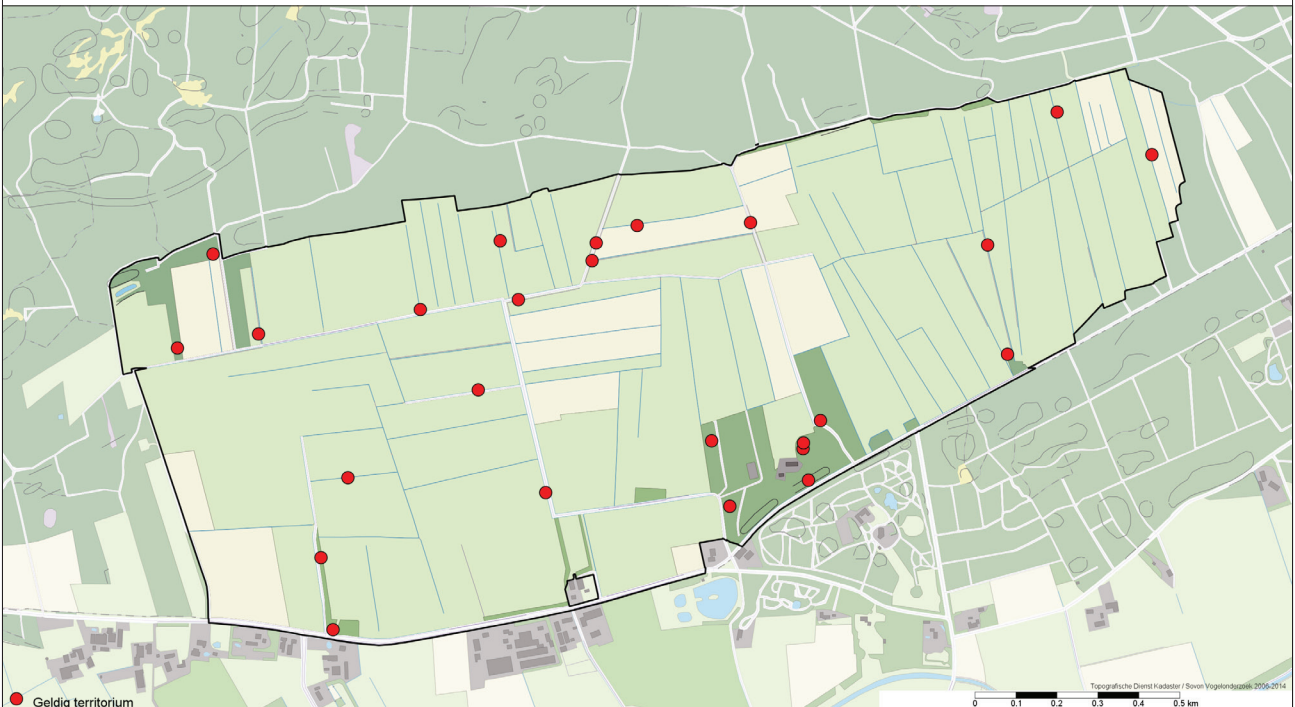 Geldig territorium
Topografische Dienst Kadaster / Sovon Vogelonderzoek 2006-2014
0 0.1 0.2 0.3 0.4 0.5 km